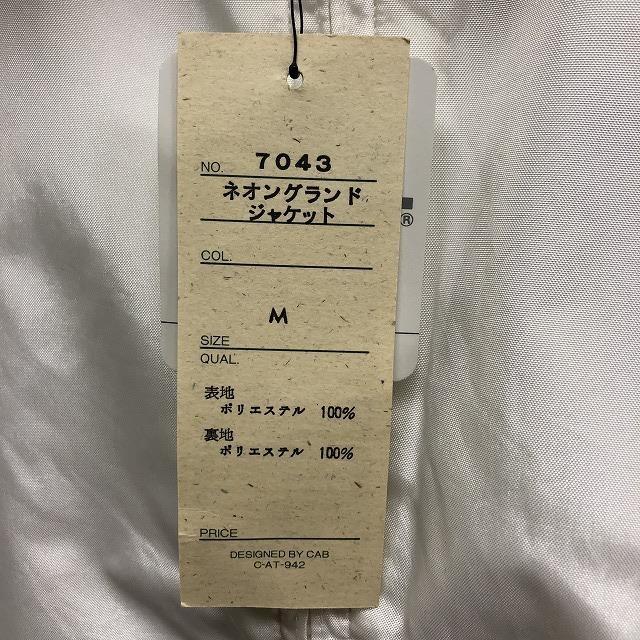 NO. 7043
ネオングランド
ジャケット
®
COL.
M
SIZE
QUAL.
表地
ポリエステル 100%
裏地
ポリエステル 100%
PRICE
DESIGNED BY CAB
C-AT-942